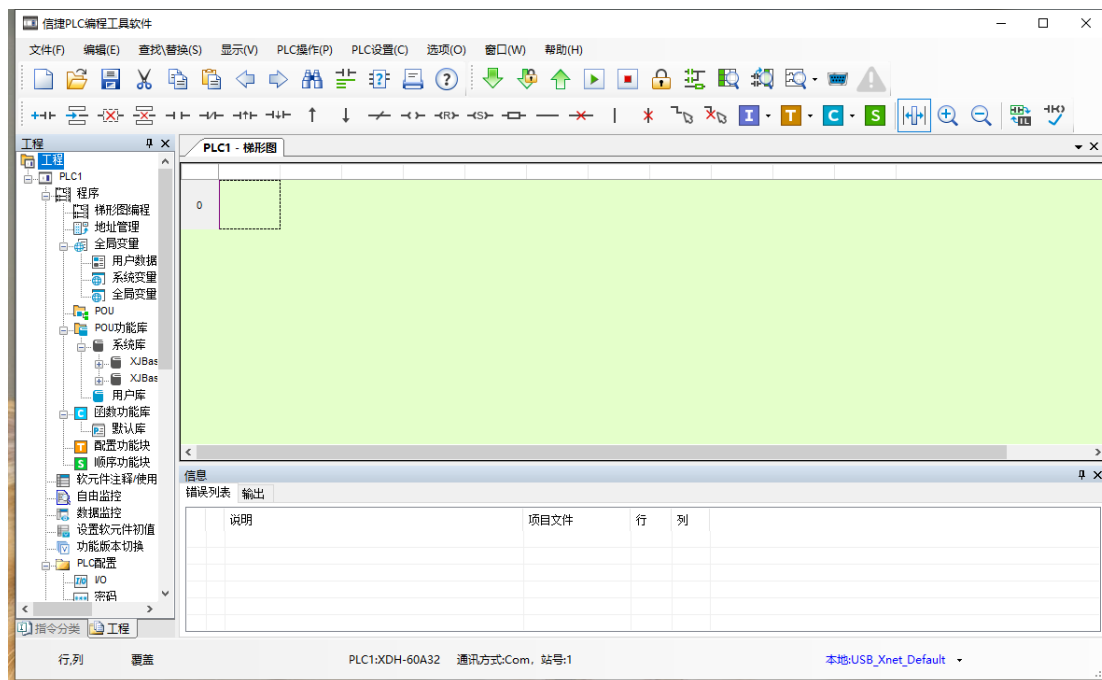 信捷PLC编程工具软件
文件(F) 编辑(E) 查找\替换(S) 显示(V) PLC操作(P) PLC设置(C) 选项(O) 窗口(W) 帮助(H)
工程
PLC1 - 梯形图
工程
PLC1
程序
梯形图编程
地址管理
全局变量
用户数据
系统变量
全局变量
POU
POU功能库
系统库
XJBas
XJBas
用户库
函数功能库
默认库
配置功能块
顺序功能块
软元件注释/使用
自由监控
数据监控
设置软元件初值
功能版本切换
PLC配置
I/O
密码
指令分类 工程
0
信息
错误列表 输出
说明 项目文件 行 列
行,列 覆盖 PLC1:XDH-60A32 通讯方式:Com, 站号:1 本地:USB_Xnet_Default